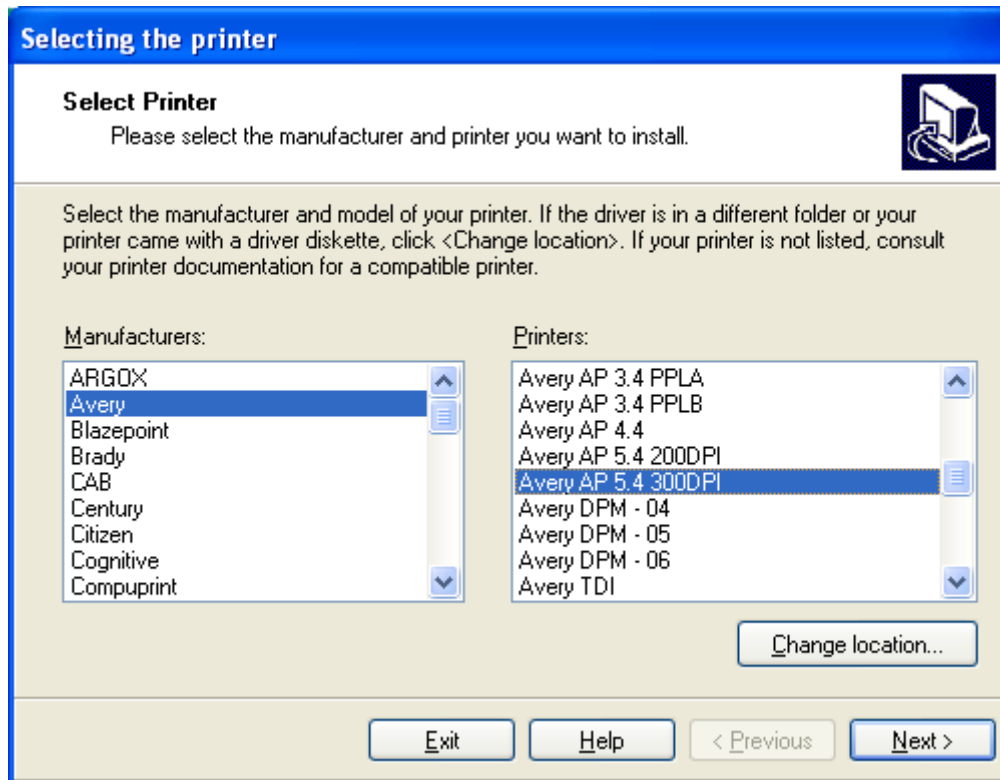 Selecting the printer
Select Printer
Please select the manufacturer and printer you want to install.
Select the manufacturer and model of your printer. If the driver is in a different folder or your
printer came with a driver diskette, click <Change location>. If your printer is not listed, consult
your printer documentation for a compatible printer.
Manufacturers:
ARGOX
Avery
Blazepoint
Brady
CAB
Century
Citizen
Cognitive
Compuprint
Printers:
Avery AP 3.4 PPLA
Avery AP 3.4 PPLB
Avery AP 4.4
Avery AP 5.4 200DPI
Avery AP 5.4 300DPI
Avery DPM - 04
Avery DPM - 05
Avery DPM - 06
Avery TDI
Change location...
Exit
Help
< Previous
Next >